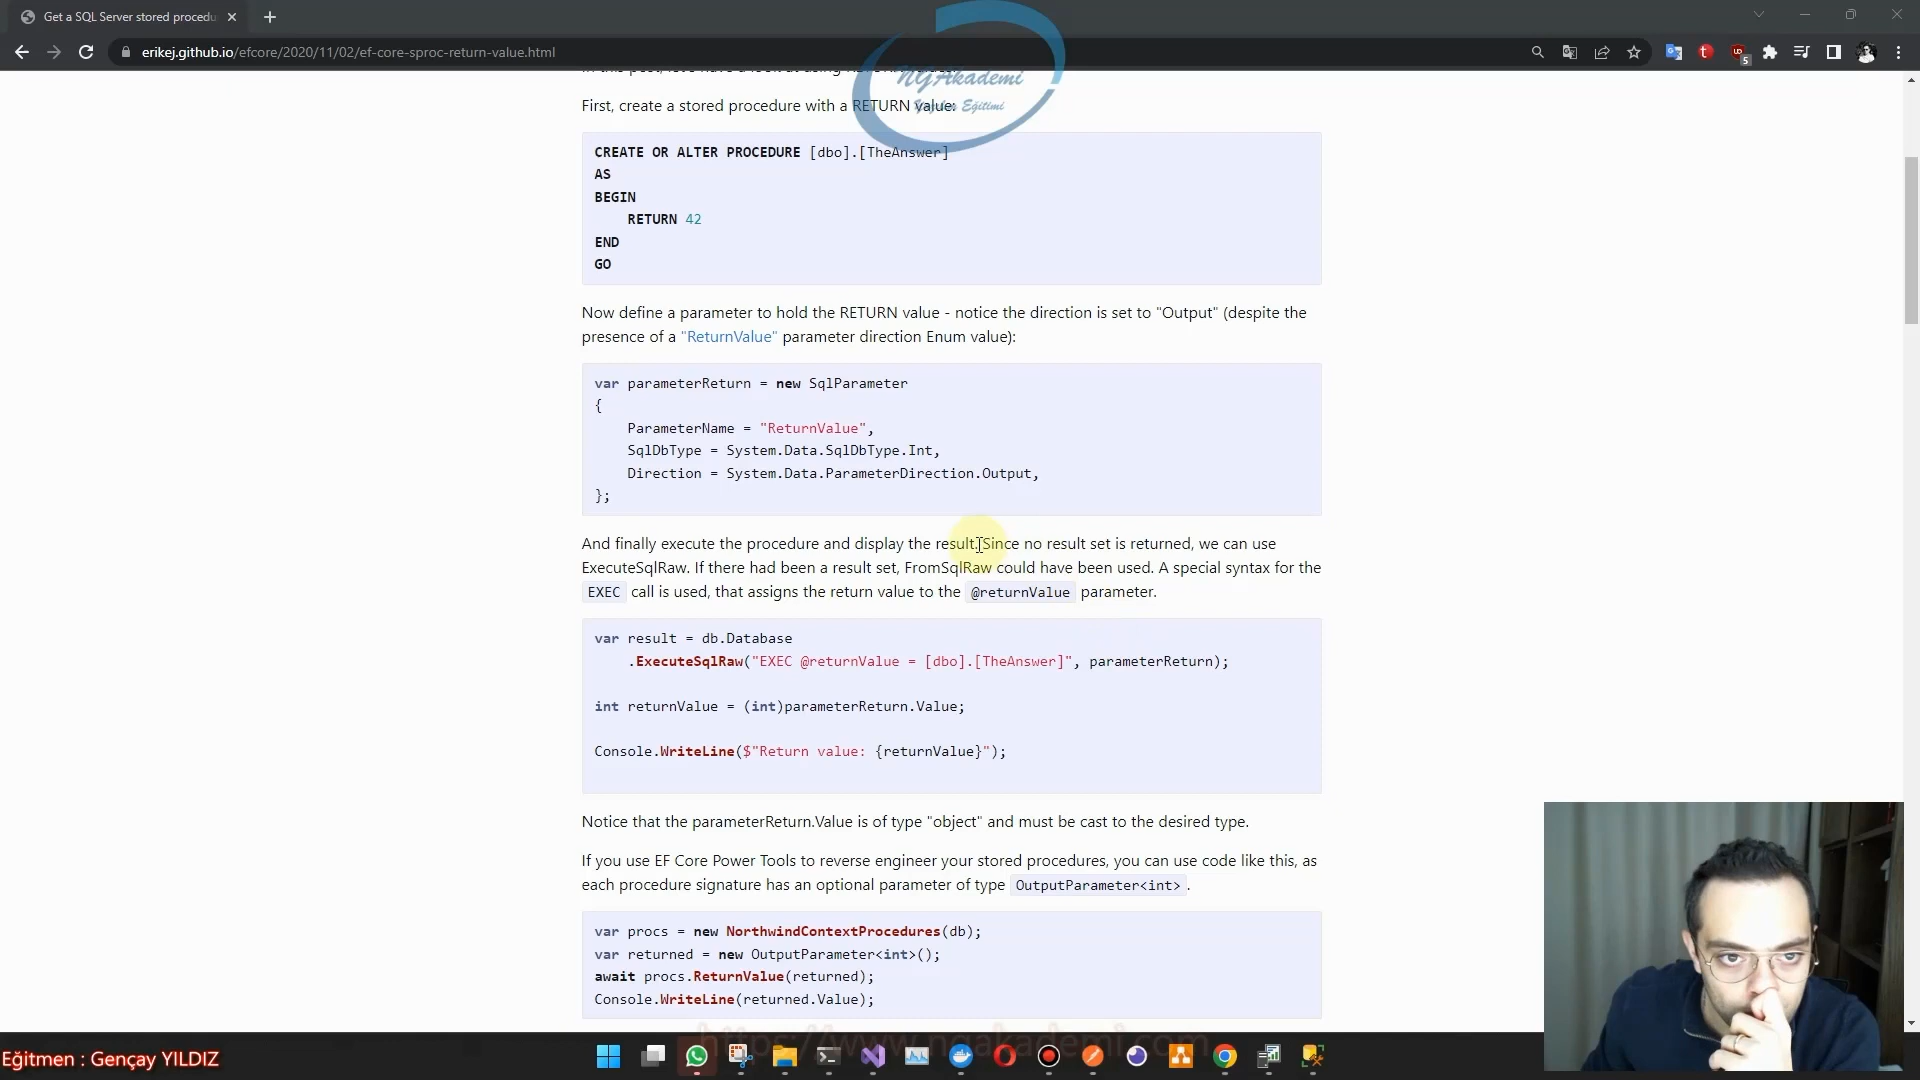 Get a SQL Server stored procedu
erikej.github.io/efcore/2020/11/02/ef-core-sproc-return-value.html
5
NGAkademi
Eğitimi
First, create a stored procedure with a RETURN value:
CREATE OR ALTER PROCEDURE [dbo].[TheAnswer]
AS
BEGIN
    RETURN 42
END
GO
Now define a parameter to hold the RETURN value - notice the direction is set to "Output" (despite the
presence of a "ReturnValue" parameter direction Enum value):
var parameterReturn = new SqlParameter
{
    ParameterName = "ReturnValue",
    SqlDbType = System.Data.SqlDbType.Int,
    Direction = System.Data.ParameterDirection.Output,
};
And finally execute the procedure and display the result. Since no result set is returned, we can use
ExecuteSqlRaw. If there had been a result set, FromSqlRaw could have been used. A special syntax for the
EXEC call is used, that assigns the return value to the @returnValue parameter.
var result = db.Database
    .ExecuteSqlRaw("EXEC @returnValue = [dbo].[TheAnswer]", parameterReturn);
int returnValue = (int)parameterReturn.Value;
Console.WriteLine($"Return value: {returnValue}");
Notice that the parameterReturn.Value is of type "object" and must be cast to the desired type.
If you use EF Core Power Tools to reverse engineer your stored procedures, you can use code like this, as
each procedure signature has an optional parameter of type OutputParameter<int> .
var procs = new NorthwindContextProcedures(db);
var returned = new OutputParameter<int>();
await procs.ReturnValue(returned);
Console.WriteLine(returned.Value);
Eğitmen : Gençay YILDIZ